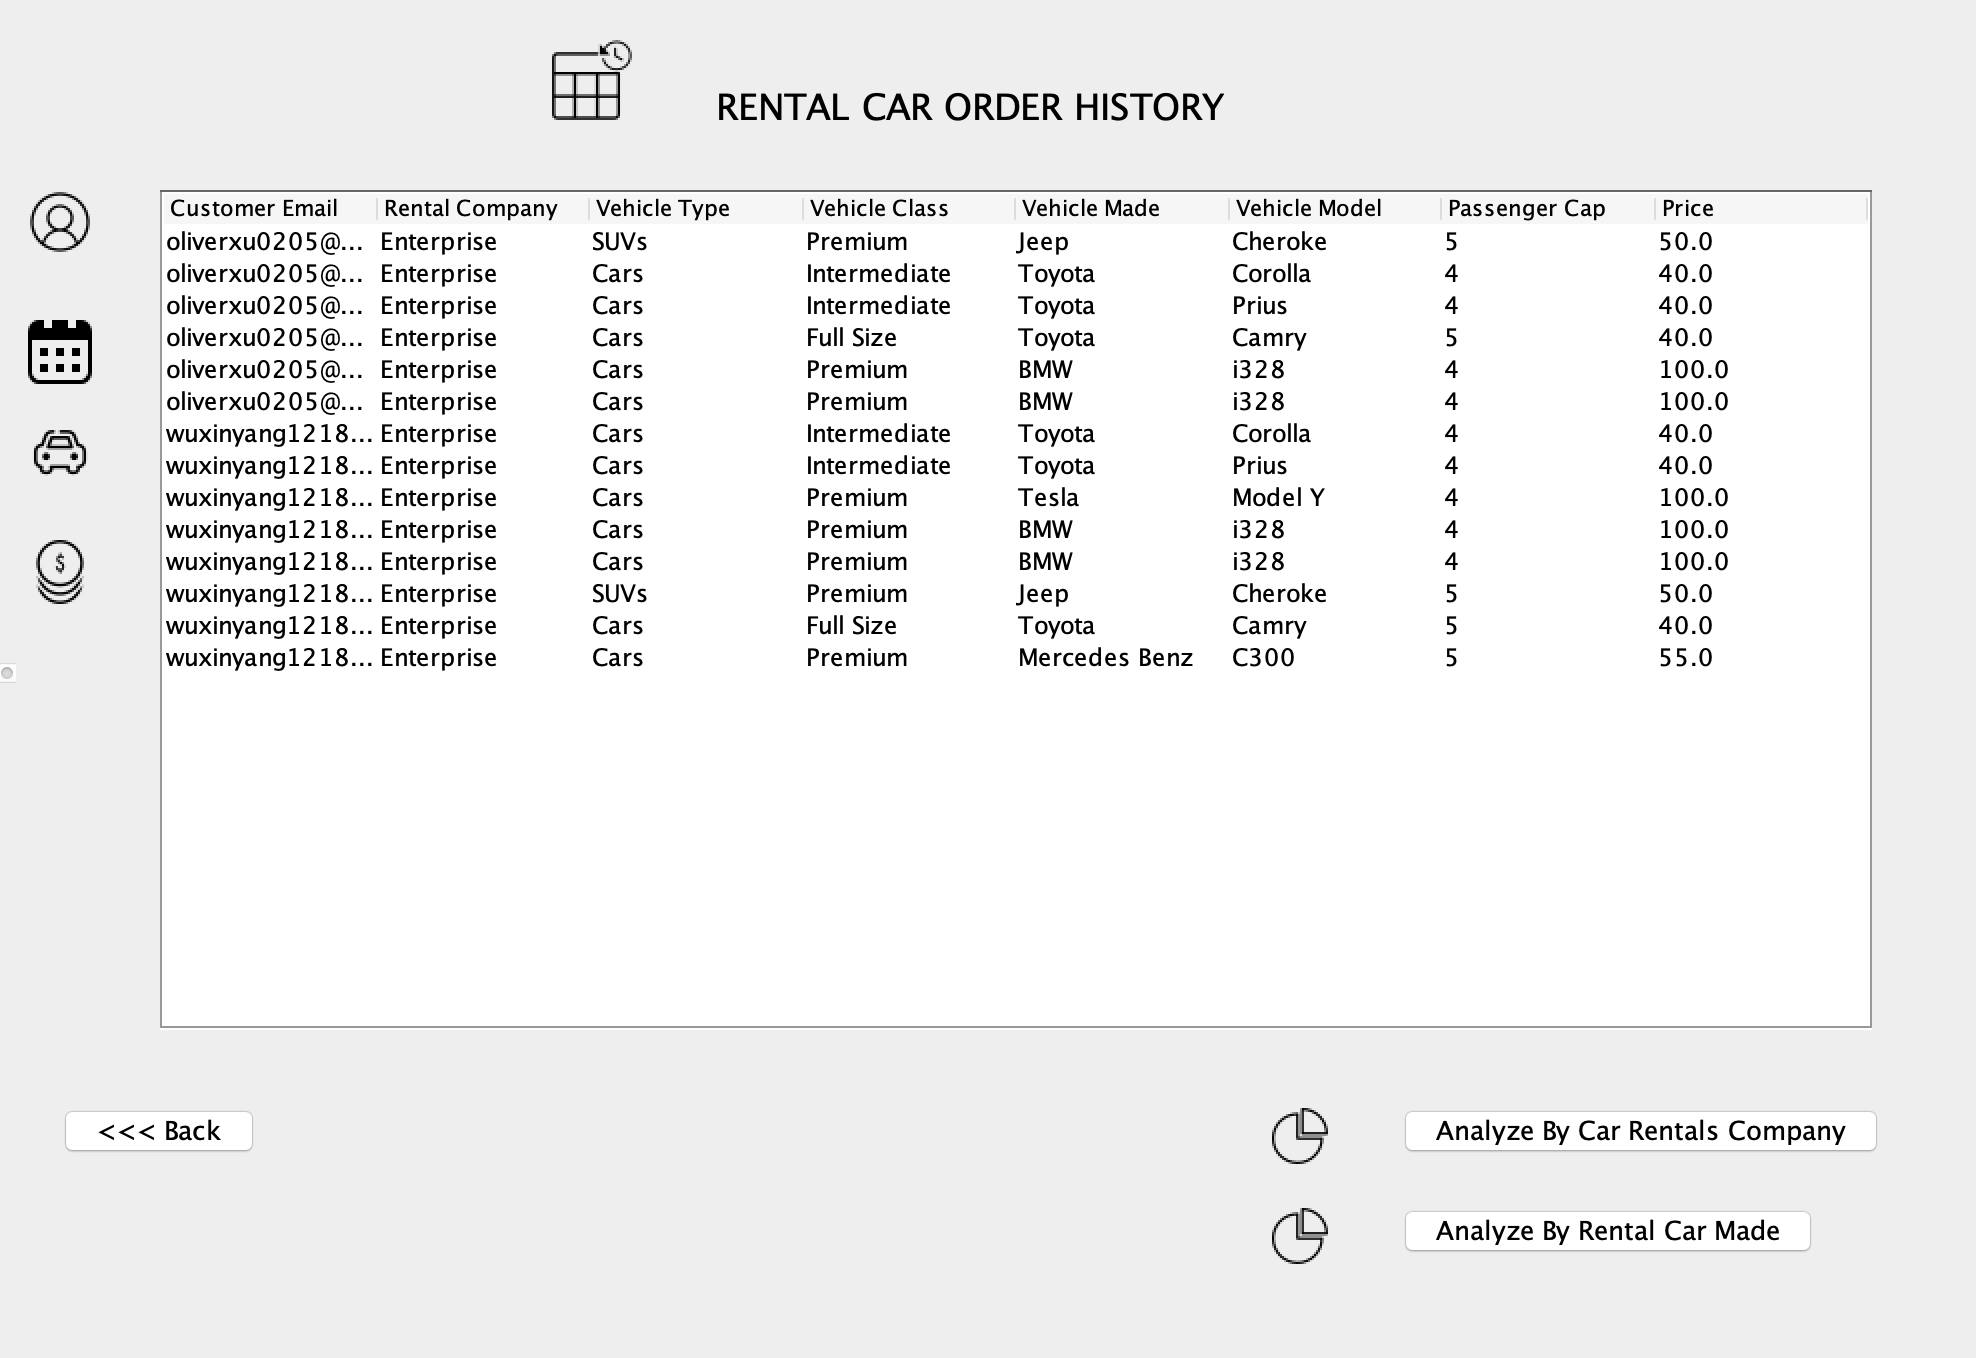 RENTAL CAR ORDER HISTORY
Customer Email Rental Company Vehicle Type Vehicle Class Vehicle Made Vehicle Model Passenger Cap Price
oliverxu0205@... Enterprise SUVs Premium Jeep Cheroke 5 50.0
oliverxu0205@... Enterprise Cars Intermediate Toyota Corolla 4 40.0
oliverxu0205@... Enterprise Cars Intermediate Toyota Prius 4 40.0
oliverxu0205@... Enterprise Cars Full Size Toyota Camry 5 40.0
oliverxu0205@... Enterprise Cars Premium BMW i328 4 100.0
oliverxu0205@... Enterprise Cars Premium BMW i328 4 100.0
wuxinyang1218... Enterprise Cars Intermediate Toyota Corolla 4 40.0
wuxinyang1218... Enterprise Cars Intermediate Toyota Prius 4 40.0
wuxinyang1218... Enterprise Cars Premium Tesla Model Y 4 100.0
wuxinyang1218... Enterprise Cars Premium BMW i328 4 100.0
wuxinyang1218... Enterprise Cars Premium BMW i328 4 100.0
wuxinyang1218... Enterprise SUVs Premium Jeep Cheroke 5 50.0
wuxinyang1218... Enterprise Cars Full Size Toyota Camry 5 40.0
wuxinyang1218... Enterprise Cars Premium Mercedes Benz C300 5 55.0
$
<<< Back
Analyze By Car Rentals Company
Analyze By Rental Car Made